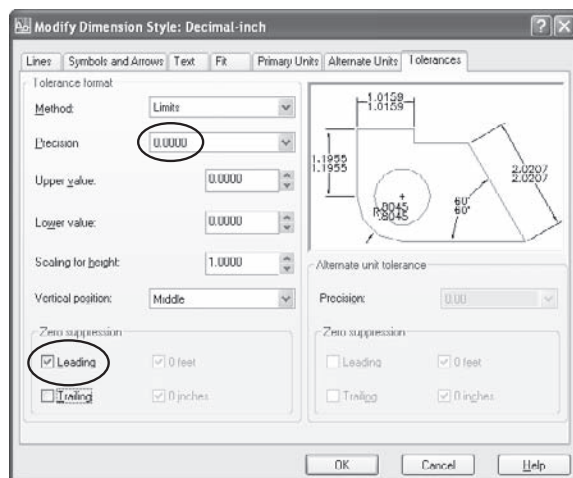 Modify Dimension Style: Decimal-inch
Lines Symbols and Arrows Text Fit Primary Units Alternate Units Tolerances
Tolerance format
Method: Limits
Precision 0.0000
Upper value: 0.0000
Lower value: 0.0000
Scaling for height: 1.0000
Vertical position: Middle
Zero suppression
Leading 0 feet
Trailing 0 inches
1.0159
1.0159
1.1955
1.1955
2.0207
2.0207
R.8045
.8045
60°
60°
Alternate unit tolerance
Precision: 0.00
Zero suppression
Leading 0 feet
Trailing 0 inches
OK Cancel Help